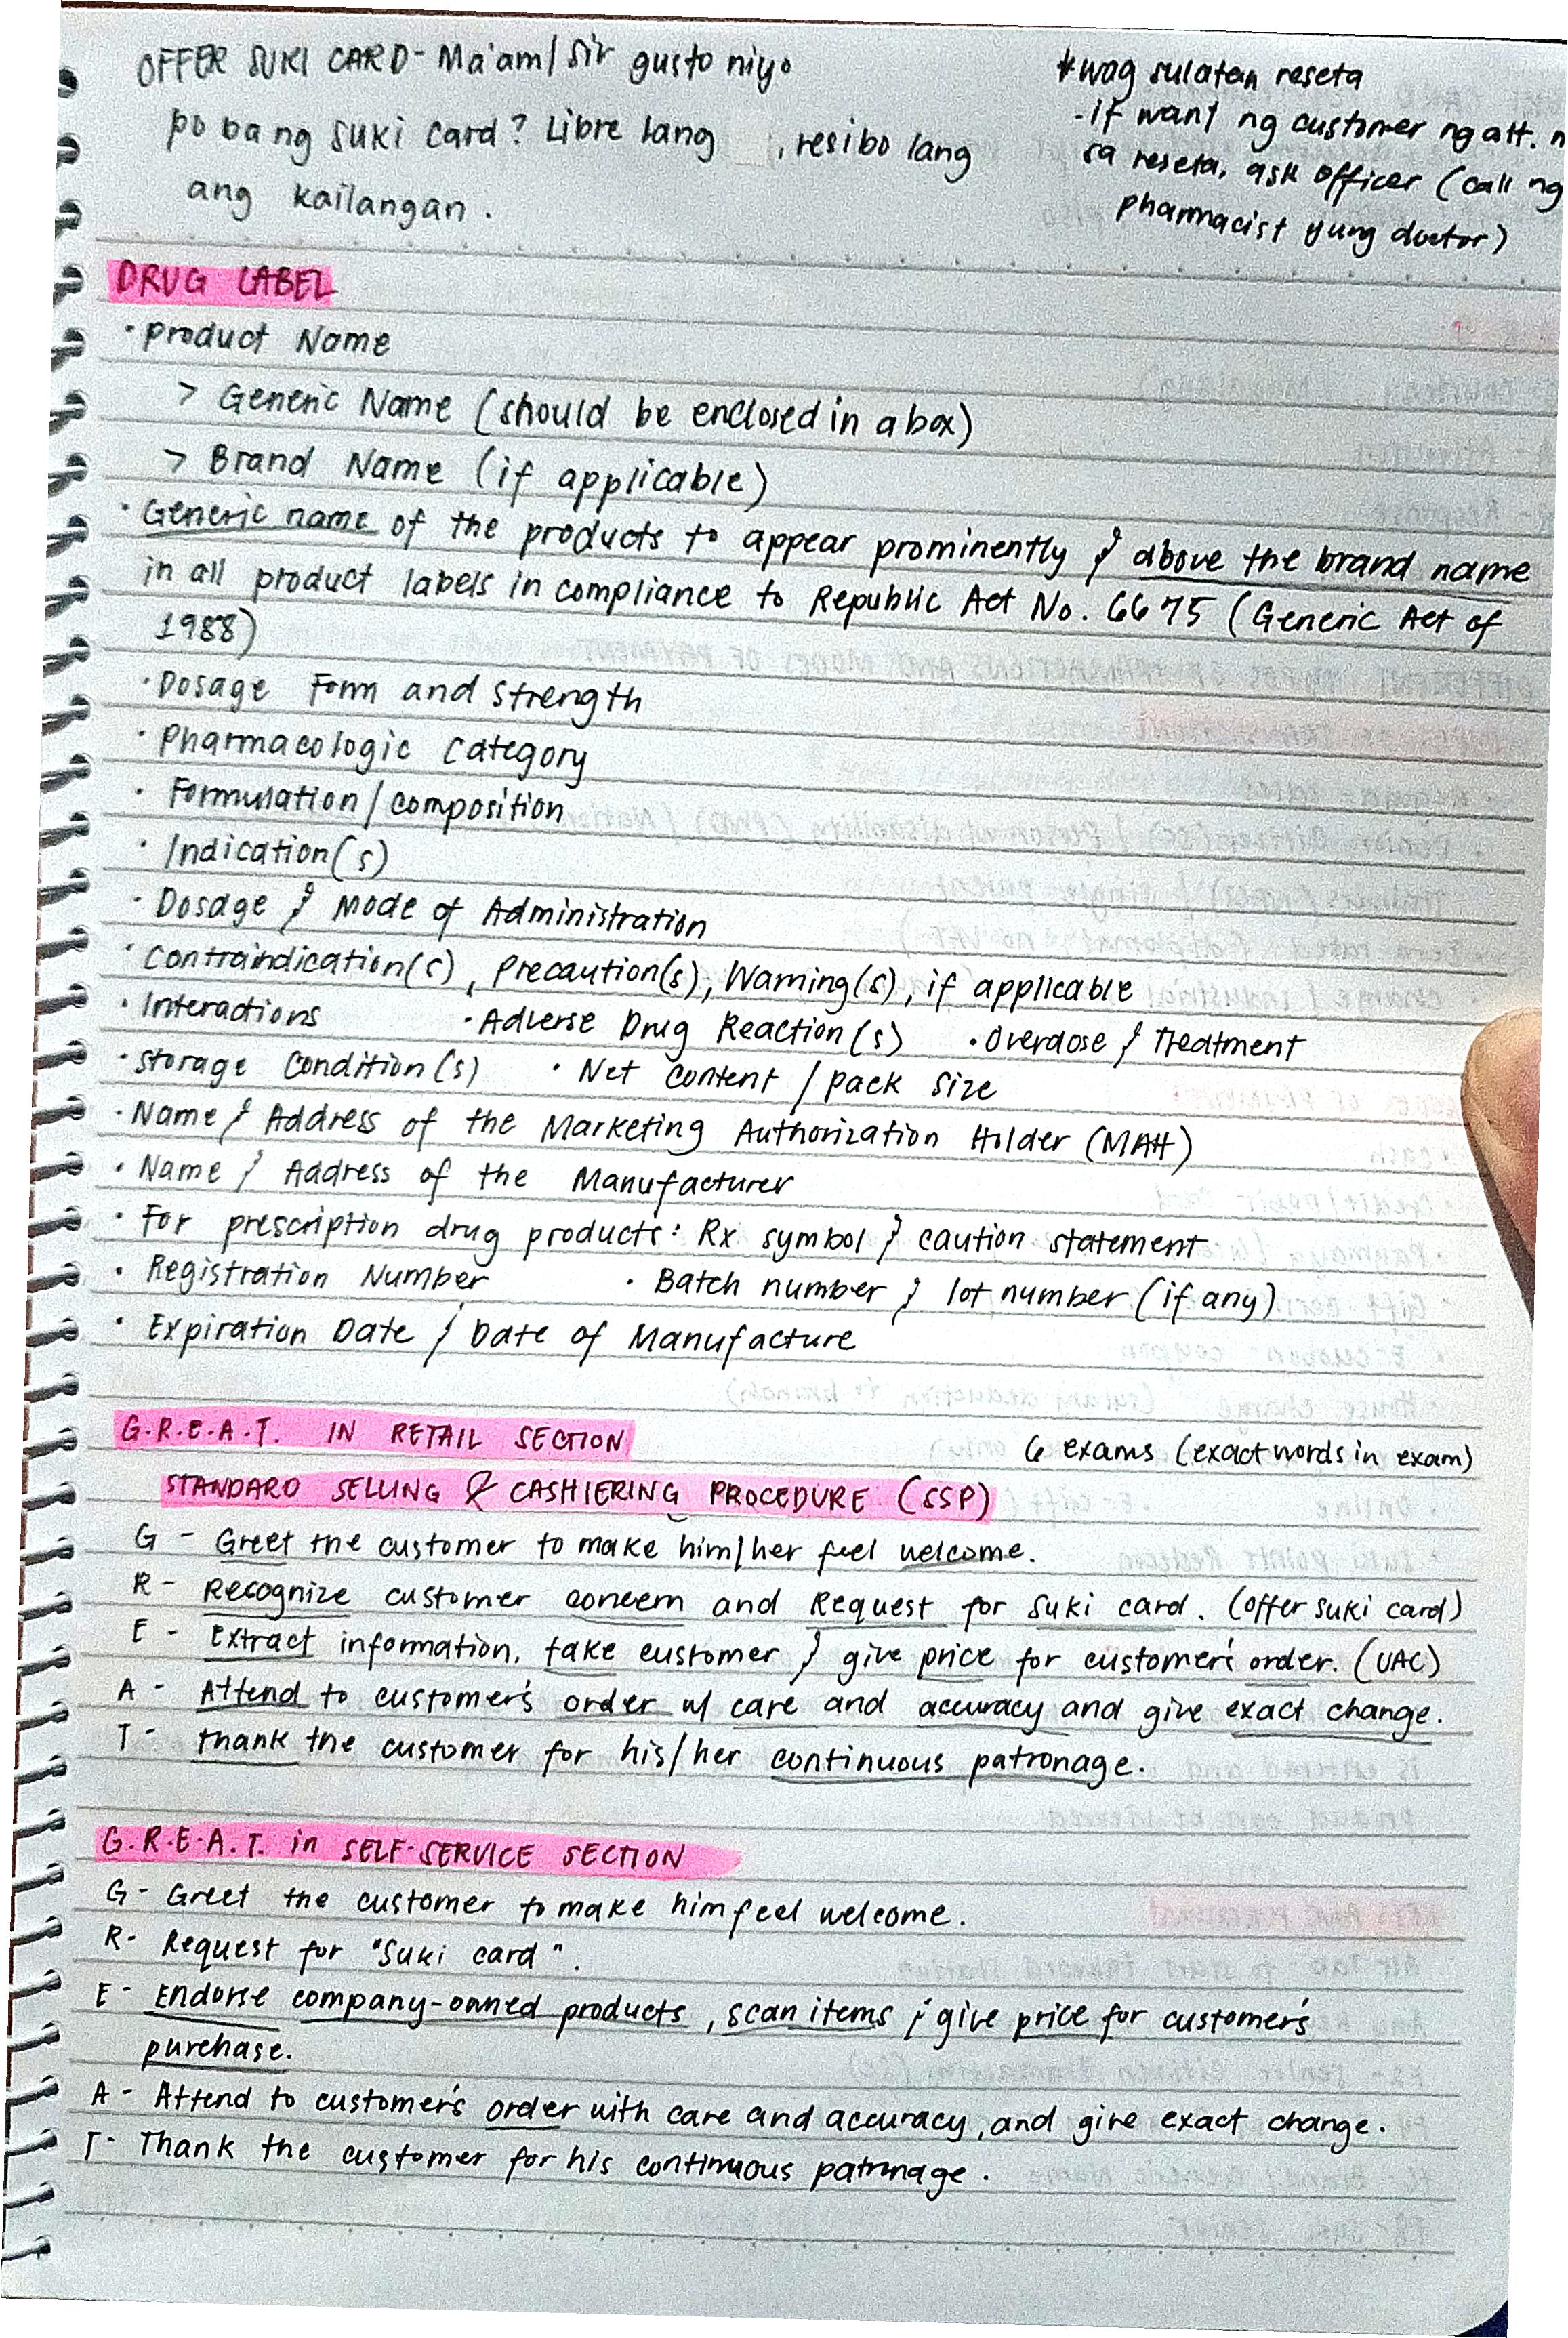 OFFER SUKI CARD - Ma'am/Sir gusto niyo
po bang suki card? Libre lang , resibo lang
ang kailangan.
*wag sulatan reseta
- if want ng customer ng att. n
sa reseta, ask officer (call ng
pharmacist yung doctor)
DRUG LABEL
• Product Name
> Generic Name (should be enclosed in a box)
> Brand Name (if applicable)
• Generic name of the products to appear prominently & above the brand name
in all product labels in compliance to Republic Act No. 6675 (Generic Act of
1988)
• Dosage Form and Strength
• Pharmacologic Category
• Formulation/composition
• Indication(s)
• Dosage & Mode of Administration
• Contraindication(s), Precaution(s), Warning(s), if applicable
• Interactions • Adverse Drug Reaction(s) • Overdose & Treatment
• Storage Condition(s) • Net content / pack size
• Name & Address of the Marketing Authorization Holder (MAH)
• Name & Address of the Manufacturer
• For prescription drug products: Rx symbol & caution statement
• Registration Number • Batch number & lot number (if any)
• Expiration Date & Date of Manufacture
G.R.E.A.T. IN RETAIL SECTION
6 exams (exact words in exam)
STANDARD SELLING & CASHIERING PROCEDURE (SSP)
G - Greet the customer to make him/her feel welcome.
R - Recognize customer concern and Request for suki card. (offer suki card)
E - Extract information, take customer & give price for customer's order. (UAC)
A - Attend to customer's order w/ care and accuracy and give exact change.
T - Thank the customer for his/her continuous patronage.
G.R.E.A.T. in SELF-SERVICE SECTION
G - Greet the customer to make him feel welcome.
R - Request for "Suki card".
E - Endorse company-owned products, scan items & give price for customer's
purchase.
A - Attend to customer's order with care and accuracy, and give exact change.
T - Thank the customer for his continuous patronage.